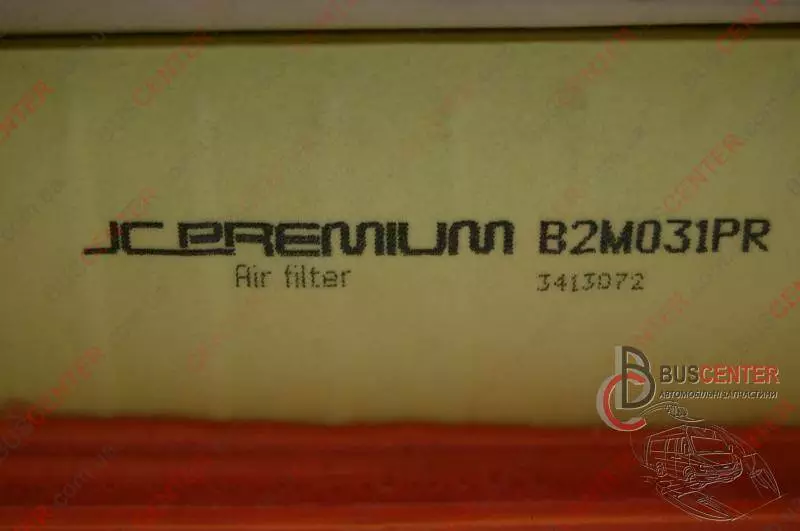 JC PREMIUM B2M031PR
Air filter 3413072
BUSCENTER
АВТОМОБІЛЬНІ ЗАПЧАСТИНИ